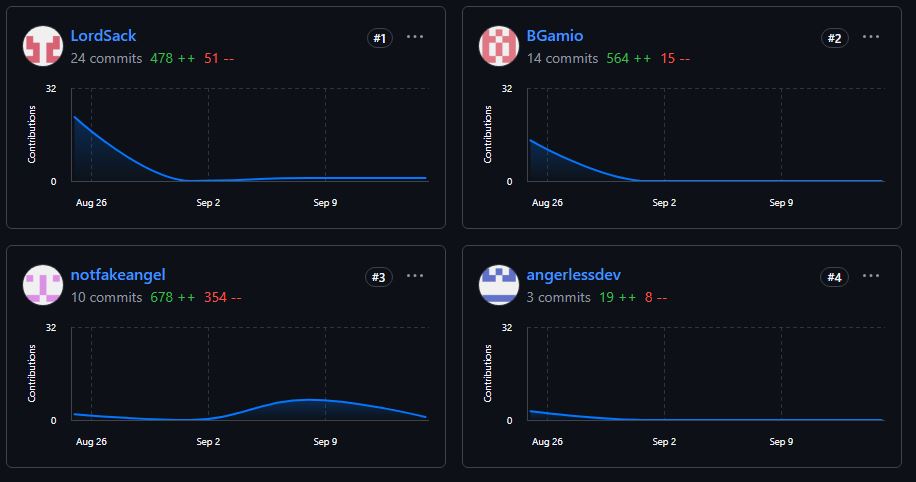 LordSack #1
24 commits 478 ++ 51 --
Contributions
32
0
Aug 26 Sep 2 Sep 9
BGamio #2
14 commits 564 ++ 15 --
Contributions
32
0
Aug 26 Sep 2 Sep 9
notfakeangel #3
10 commits 678 ++ 354 --
Contributions
32
0
Aug 26 Sep 2 Sep 9
angerlessdev #4
3 commits 19 ++ 8 --
Contributions
32
0
Aug 26 Sep 2 Sep 9